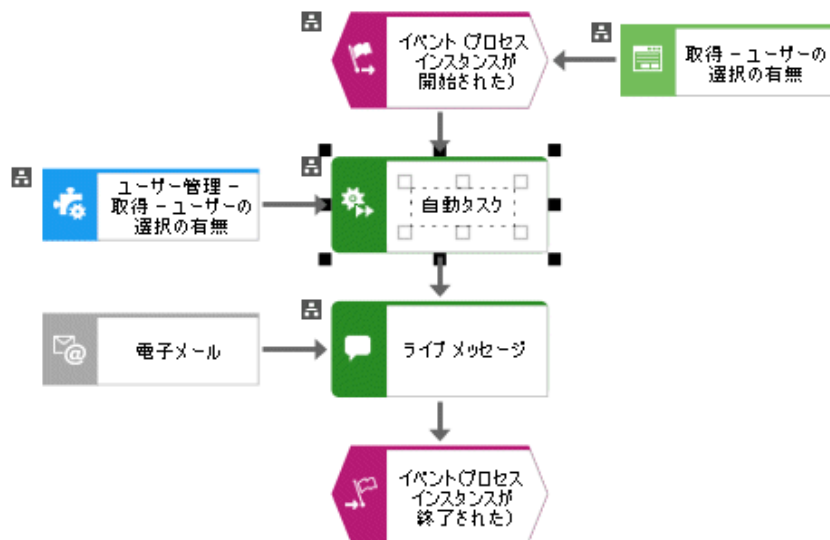 イベント (プロセス
インスタンスが
開始された)
取得 – ユーザーの
選択の有無
ユーザー管理 –
取得 – ユーザーの
選択の有無
自動タスク
電子メール
ライブ メッセージ
イベント(プロセス
インスタンスが
終了された)